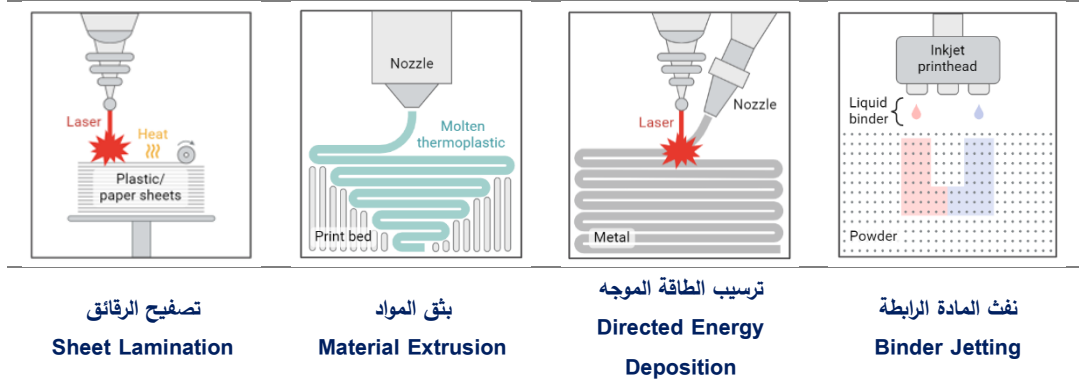 Laser
Heat
Plastic/
paper sheets
Nozzle
Molten
thermoplastic
Print bed
Laser
Nozzle
Metal
Inkjet
printhead
Liquid
binder
Powder
تصفيح الرقائق
Sheet Lamination
بثق المواد
Material Extrusion
ترسيب الطاقة الموجه
Directed Energy
Deposition
نفث المادة الرابطة
Binder Jetting